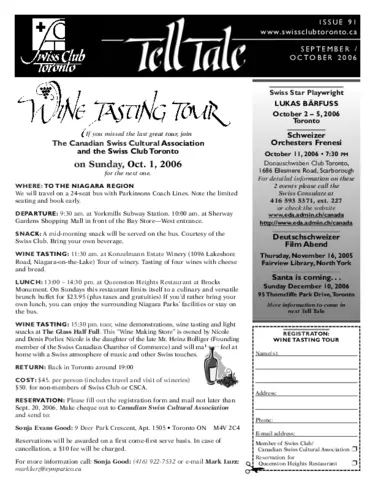 ISSUE 91
www.swissclubtoronto.ca
Swiss Club
Toronto
Tell Tale
SEPTEMBER /
OCTOBER 2006
WINE TASTING TOUR
(If you missed the last great tour, join
The Canadian Swiss Cultural Association
and the Swiss Club Toronto
on Sunday, Oct. 1, 2006
for the next one.
WHERE: TO THE NIAGARA REGION
We will travel on a 24-seat bus with Parkinsons Coach Lines. Note the limited
seating and book early.
DEPARTURE: 9:30 am. at Yorkmills Subway Station. 10:00 am. at Sherway
Gardens Shopping Mall in front of the Bay Store—West entrance.
SNACK: A mid-morning snack will be served on the bus. Courtesy of the
Swiss Club. Bring your own beverage.
WINE TASTING: 11:30 am. at Konzelmann Estate Winery (1096 Lakeshore
Road, Niagara-on-the-Lake) Tour of winery. Tasting of four wines with cheese
and bread.
LUNCH: 13:00 – 14:30 pm. at Queenston Heights Restaurant at Brocks
Monument. On Sundays this restaurant limits itself to a culinary and versatile
brunch buffet for $23.95 (plus taxes and gratuities) If you'd rather bring your
own lunch, you can enjoy the surrounding Niagara Parks' facilities or stay on
the bus.
WINE TASTING: 15:30 pm. tour, wine demonstrations, wine tasting and light
snacks at The Glass Half Full. This "Wine Making Store" is owned by Nicole
and Denis Porlier. Nicole is the daughter of the late Mr. Heinz Bolliger (Founding
member of the Swiss Canadian Chamber of Commerce) and will make us feel at
home with a Swiss atmosphere of music and other Swiss touches.
RETURN: Back in Toronto around 19:00
COST: $45. per person (includes travel and visit of wineries)
$50. for non-members of Swiss Club or CSCA.
RESERVATION: Please fill out the registration form and mail not later than
Sept. 20, 2006. Make cheque out to Canadian Swiss Cultural Association
and send to:
Sonja Evans Good: 9 Deer Park Crescent, Apt. 1505 • Toronto ON M4V 2C4
Reservations will be awarded on a first come-first serve basis. In case of
cancellation, a $10 fee will be charged.
For more information call: Sonja Good: (416) 922-7532 or e-mail Mark Lurz:
mark.lurz@sympatico.ca
Swiss Star Playwright
LUKAS BÄRFUSS
October 2 – 5, 2006
Toronto
Schweizer
Orchesters Frenesi
October 11, 2006 • 7:30 PM
Donauschwaben Club Toronto,
1686 Ellesmere Road, Scarborough
For detailed information on these
2 events please call the
Swiss Consulate at
416 593 5371, ext. 227
or check the website
www.eda.admin.ch/canada
http://www.eda.admin.ch/canada
Deutschschweizer
Film Abend
Thursday, November 16, 2005
Fairview Library, North York
Santa is coming. . .
Sunday December 10, 2006
95 Thorncliffe Park Drive, Toronto
More information to come in
next Tell Tale
REGISTRATON:
WINE TASTING TOUR
Name(s):
Address:
Phone:
E-mail address:
Member of Swiss Club/
Canadian Swiss Cultural Association
Reservation for
Queenston Heights Restaurant